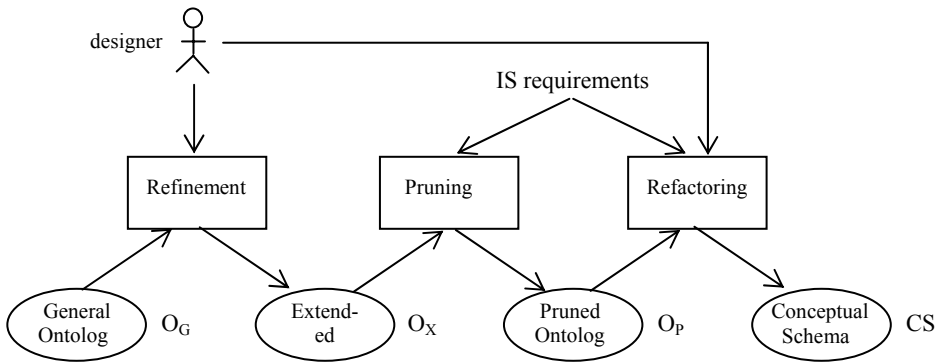 designer
IS requirements
Refinement
Pruning
Refactoring
General
Ontolog
OG
Extend-
ed
OX
Pruned
Ontolog
OP
Conceptual
Schema
CS